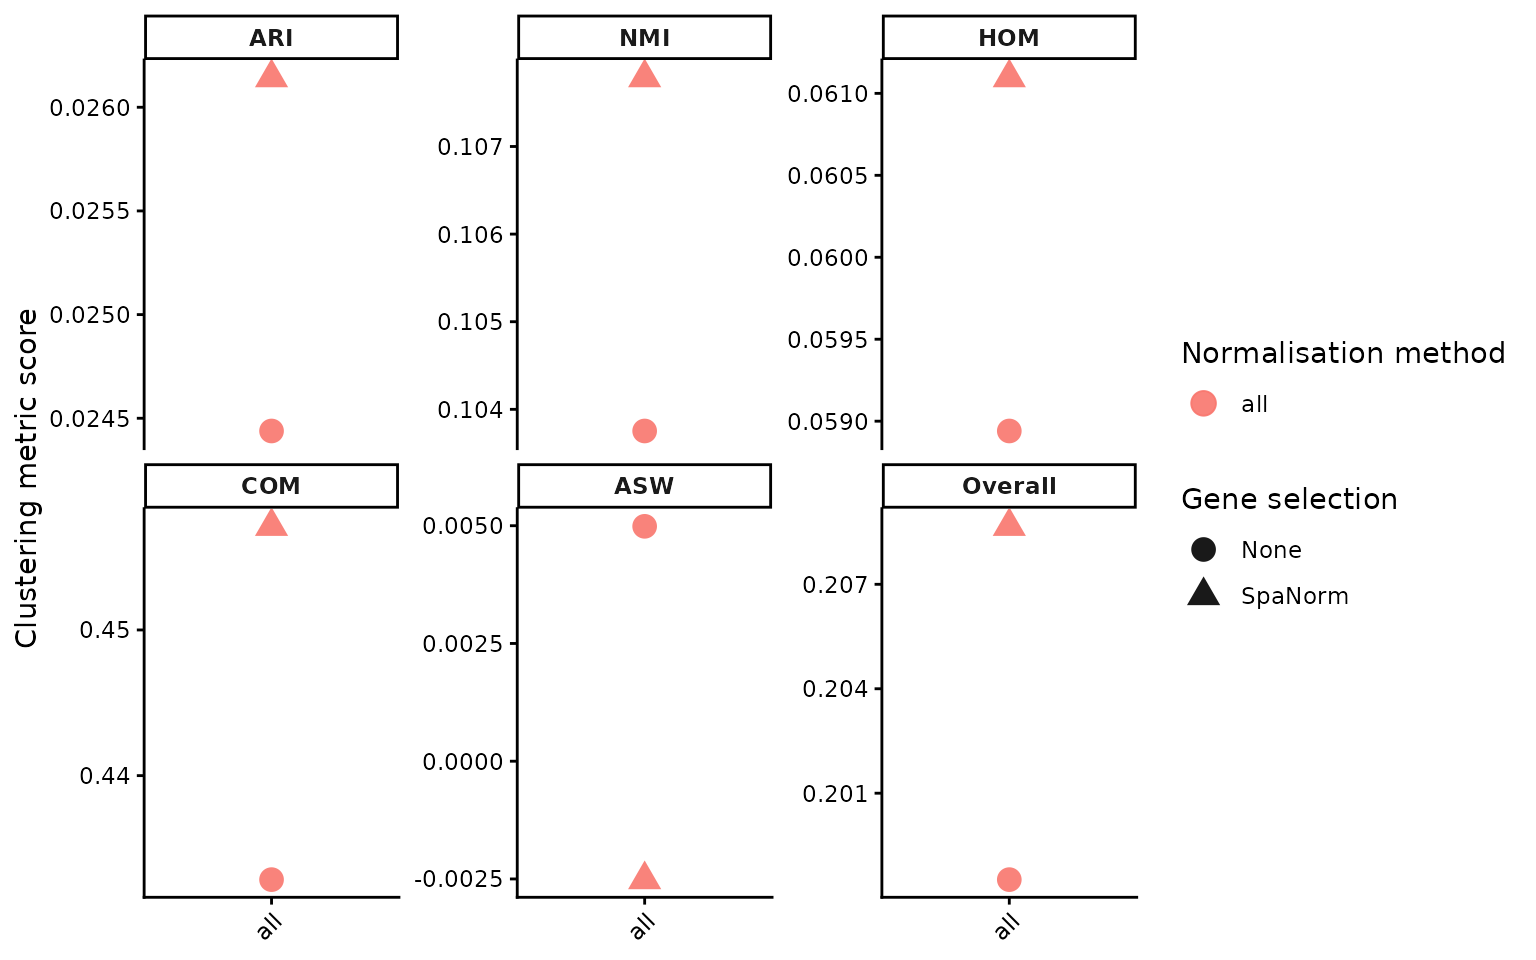 ARI
NMI
HOM
0.0260
0.0255
0.0250
0.0245
0.107
0.106
0.105
0.104
0.0610
0.0605
0.0600
0.0595
0.0590
Clustering metric score
COM
ASW
Overall
0.45
0.44
0.0050
0.0025
0.0000
-0.0025
0.207
0.204
0.201
all
all
all
Normalisation method
all
Gene selection
None
SpaNorm